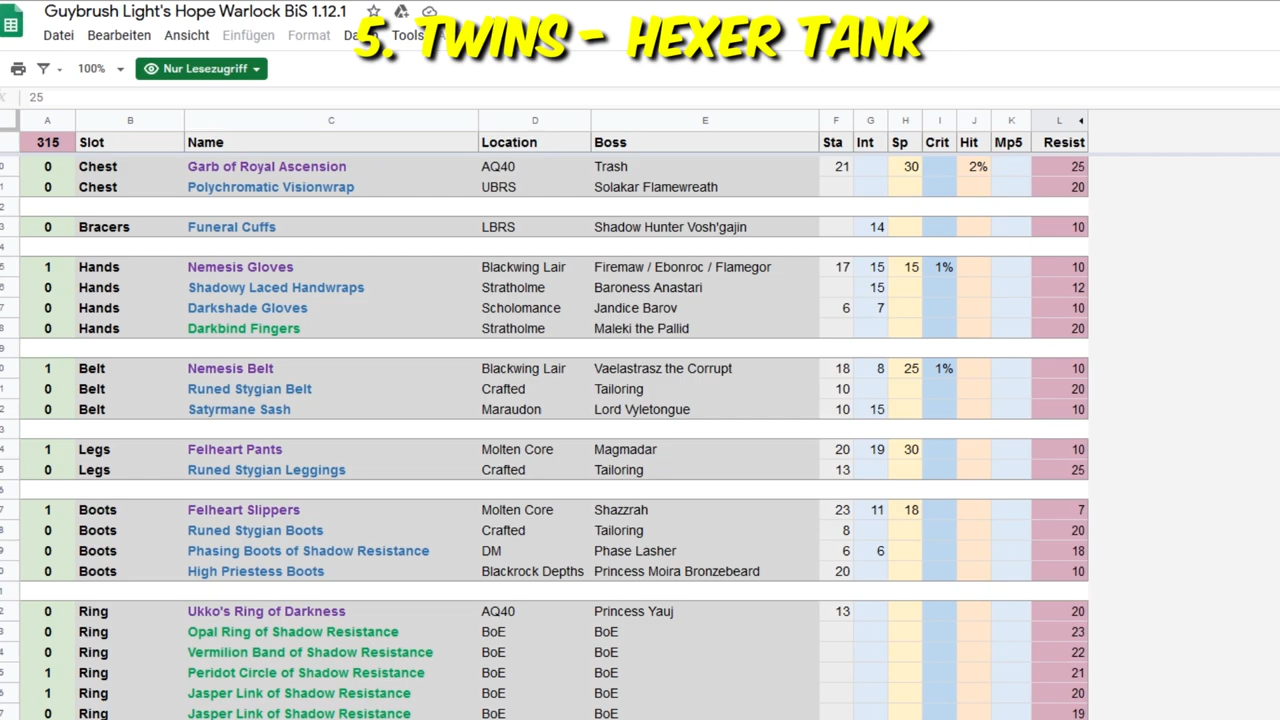 Guybrush Light's Hope Warlock BiS 1.12.1
5. TWINS - HEXER TANK
Datei Bearbeiten Ansicht Einfügen Format Tools
100% Nur Lesezugriff
25
A B C D E F G H I J K L
315 Slot Name Location Boss Sta Int Sp Crit Hit Mp5 Resist
0 Chest Garb of Royal Ascension AQ40 Trash 21 30 2% 25
0 Chest Polychromatic Visionwrap UBRS Solakar Flamewreath 20
0 Bracers Funeral Cuffs LBRS Shadow Hunter Vosh'gajin 14 10
1 Hands Nemesis Gloves Blackwing Lair Firemaw / Ebonroc / Flamegor 17 15 15 1% 10
0 Hands Shadowy Laced Handwraps Stratholme Baroness Anastari 15 12
0 Hands Darkshade Gloves Scholomance Jandice Barov 6 7 10
0 Hands Darkbind Fingers Stratholme Maleki the Pallid 20
1 Belt Nemesis Belt Blackwing Lair Vaelastrasz the Corrupt 18 8 25 1% 10
0 Belt Runed Stygian Belt Crafted Tailoring 10 20
0 Belt Satyrmane Sash Maraudon Lord Vyletongue 10 15 10
1 Legs Felheart Pants Molten Core Magmadar 20 19 30 10
0 Legs Runed Stygian Leggings Crafted Tailoring 13 25
1 Boots Felheart Slippers Molten Core Shazzrah 23 11 18 7
0 Boots Runed Stygian Boots Crafted Tailoring 8 20
0 Boots Phasing Boots of Shadow Resistance DM Phase Lasher 6 6 18
0 Boots High Priestess Boots Blackrock Depths Princess Moira Bronzebeard 20 10
0 Ring Ukko's Ring of Darkness AQ40 Princess Yauj 13 20
0 Ring Opal Ring of Shadow Resistance BoE BoE 23
0 Ring Vermilion Band of Shadow Resistance BoE BoE 22
1 Ring Peridot Circle of Shadow Resistance BoE BoE 21
1 Ring Jasper Link of Shadow Resistance BoE BoE 20
0 Ring Jasper Link of Shadow Resistance BoE BoE 19